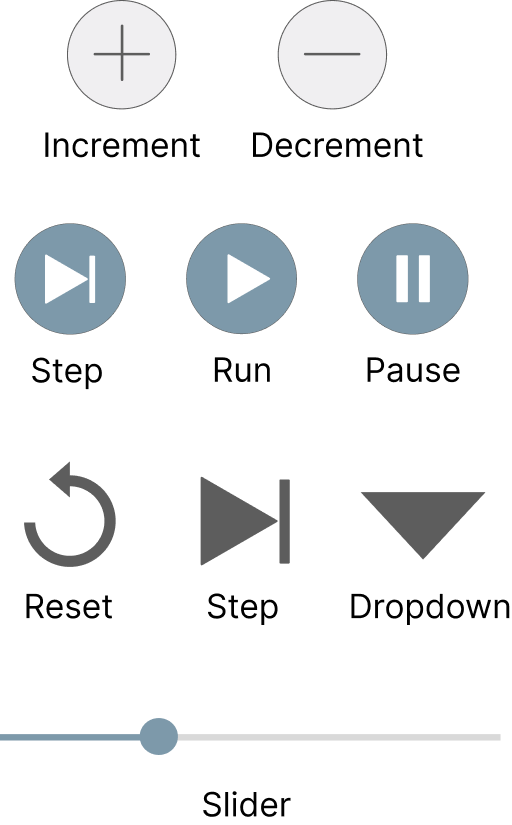 Increment Decrement
Step Run Pause
Reset Step Dropdown
Slider